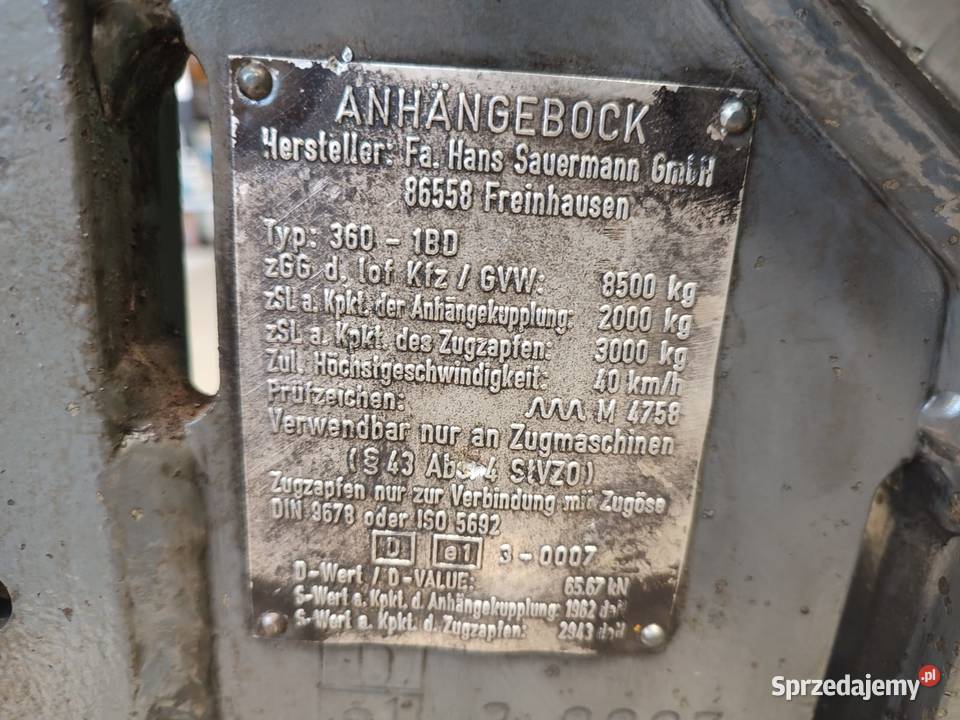 ANHÄNGEBOCK
Hersteller: Fa. Hans Sauermann GmbH
86558 Freinhausen
Typ: 360 - 1BD
zGG d. lof Kfz / GVW: 8500 kg
zSL a. Kpkt. der Anhängekupplung: 2000 kg
zSL a. Kpkt. des Zugzapfen: 3000 kg
Zul. Höchstgeschwindigkeit: 40 km/h
Prüfzeichen: M 4758
Verwendbar nur an Zugmaschinen
(§ 43 Abs. 4 StVZO)
Zugzapfen nur zur Verbindung mit Zugöse
DIN 9678 oder ISO 5692
D e1 3-0007
D-Wert / D-VALUE: 65.67 kN
S-Wert a. Kpkt. d. Anhängekupplung: 1962 daN
S-Wert a. Kpkt. d. Zugzapfen: 2943 daN
Sprzedajemy.pl